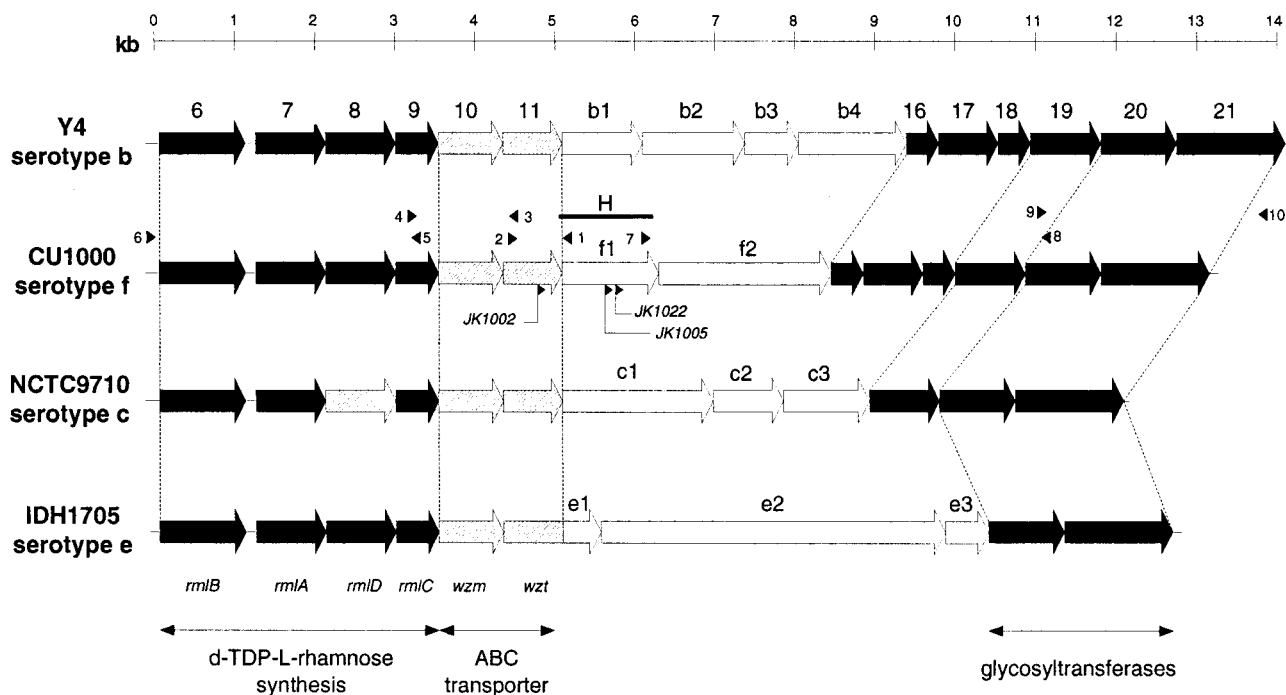 0 1 2 3 4 5 6 7 8 9 10 11 12 13 14
kb
6 7 8 9 10 11 b1 b2 b3 b4 16 17 18 19 20 21
Y4
serotype b
H
4 3 9 10
6 5 2 1 7 8
f1 f2
CU1000
serotype f
JK1002 JK1022
JK1005
c1 c2 c3
NCTC9710
serotype c
e1 e2 e3
IDH1705
serotype e
rmlB rmlA rmlD rmlC wzm wzt
d-TDP-L-rhamnose
synthesis
ABC
transporter
glycosyltransferases